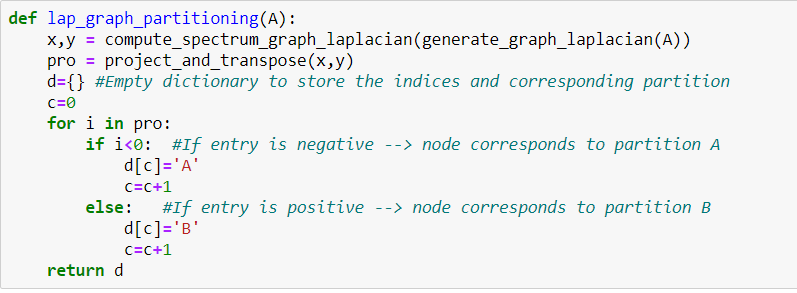 def lap_graph_partitioning(A):
    x,y = compute_spectrum_graph_laplacian(generate_graph_laplacian(A))
    pro = project_and_transpose(x,y)
    d={} #Empty dictionary to store the indices and corresponding partition
    c=0
    for i in pro:
        if i<0:  #If entry is negative --> node corresponds to partition A
            d[c]='A'
            c=c+1
        else:   #If entry is positive --> node corresponds to partition B
            d[c]='B'
            c=c+1
    return d